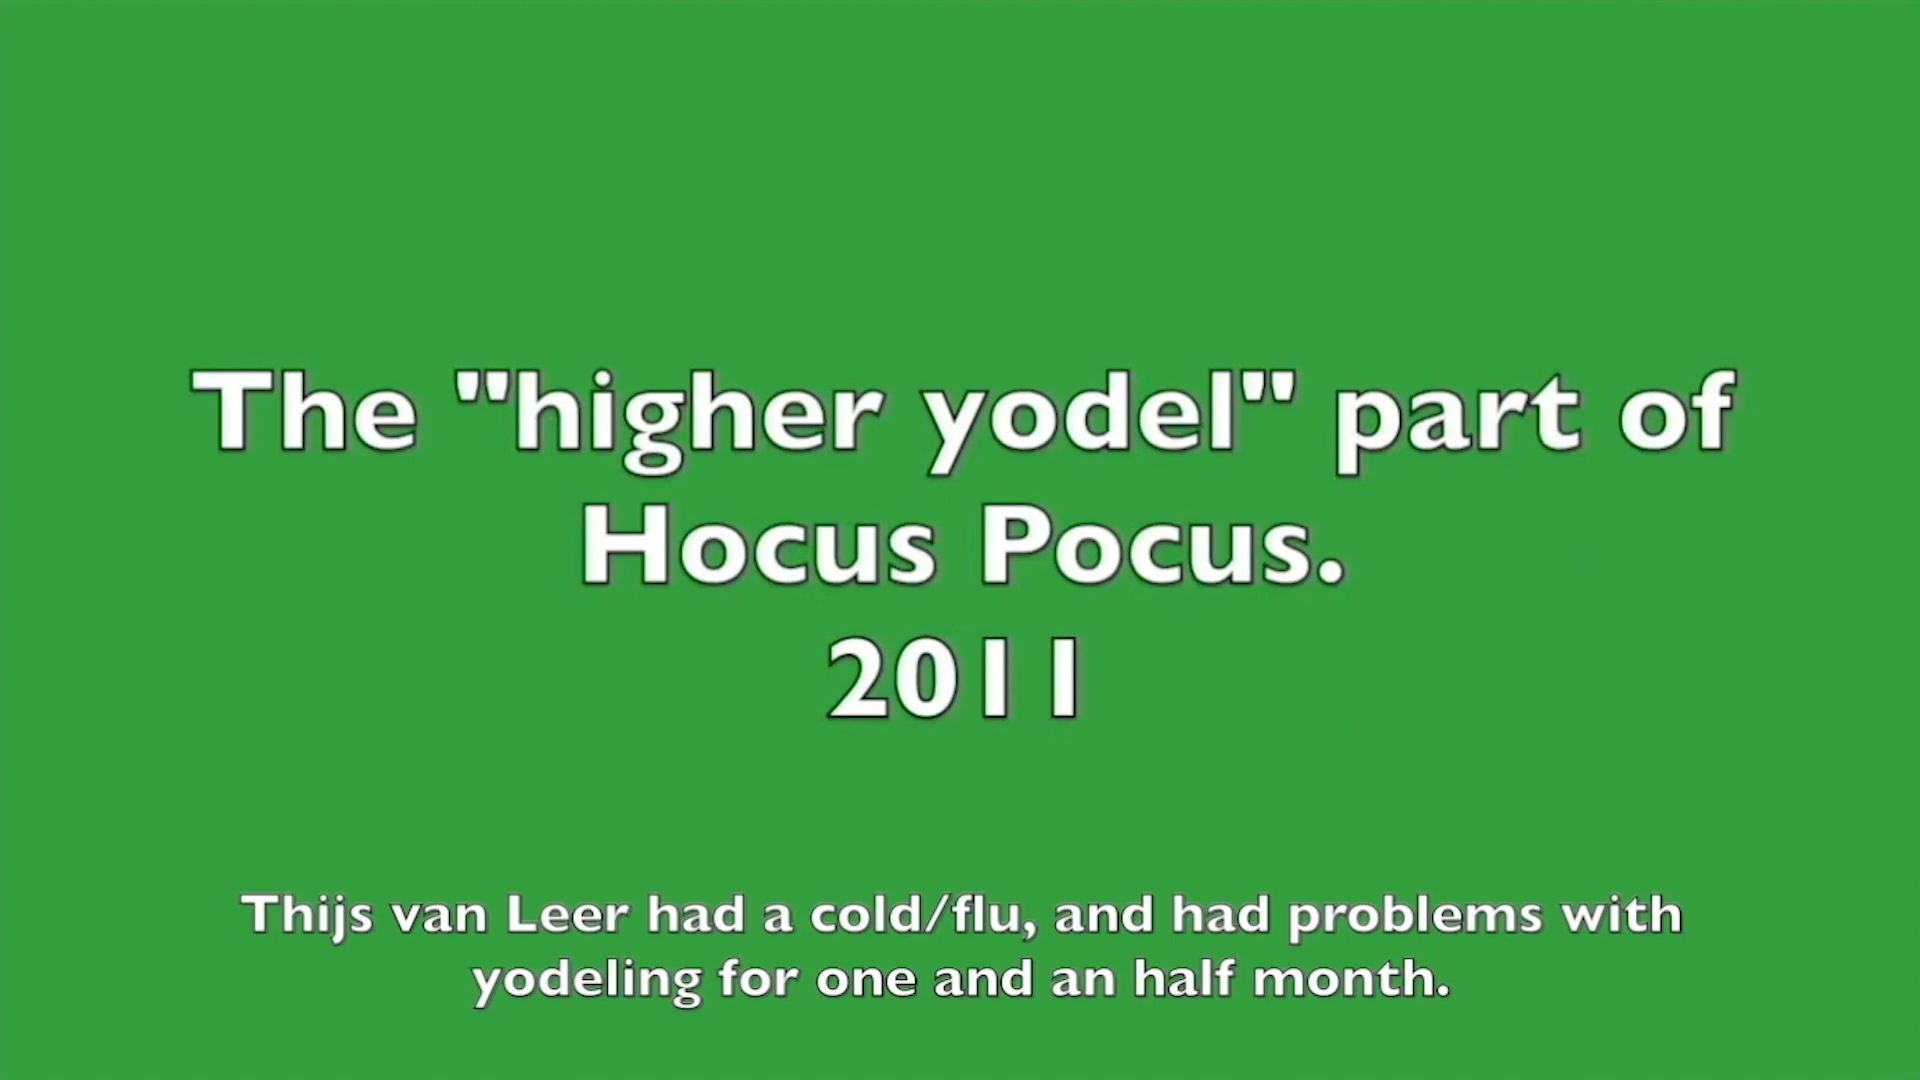 The "higher yodel" part of
Hocus Pocus.
2011
Thijs van Leer had a cold/flu, and had problems with
yodeling for one and an half month.